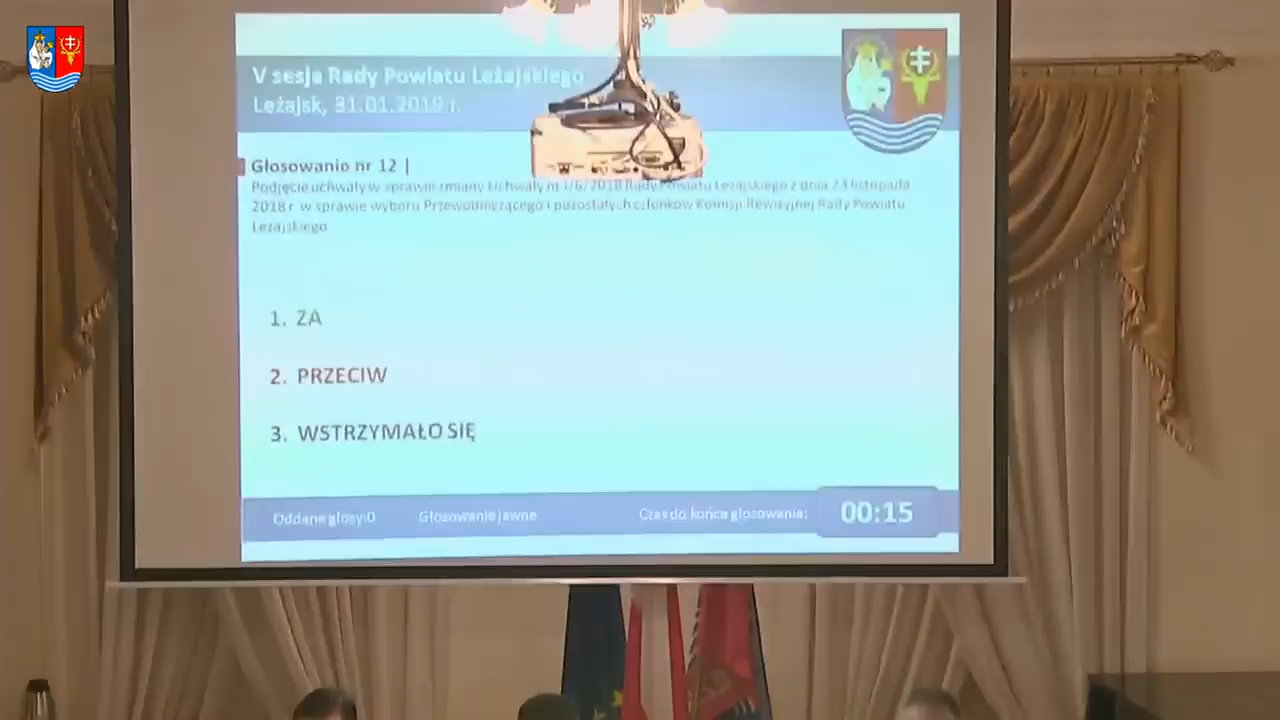 V sesja Rady Powiatu Leżajskiego
Leżajsk, 31.01.2019 r.
Głosowanie nr 12 |
Podjęcie uchwały w sprawie zmiany Uchwały nr I/6/2018 Rady Powiatu Leżajskiego z dnia 23 listopada
2018 r. w sprawie wyboru Przewodniczącego i pozostałych członków Komisji Rewizyjnej Rady Powiatu
Leżajskiego
1. ZA
2. PRZECIW
3. WSTRZYMAŁO SIĘ
Oddane głosy:0 Głosowanie jawne Czas do końca głosowania: 00:15